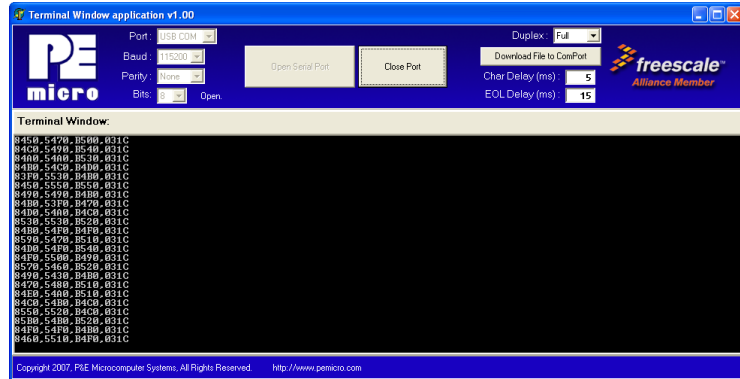 Terminal Window application v1.00
PE
micro
Port: USB COM
Baud: 115200
Parity: None
Bits: 8 Open.
Open Serial Port
Close Port
Duplex: Full
Download File to ComPort
Char Delay (ms): 5
EOL Delay (ms): 15
freescale™
Alliance Member
Terminal Window:
8450,5470,B500,031C
84C0,5490,B540,031C
84A0,54A0,B530,031C
84B0,54C0,B4D0,031C
83F0,5530,B4B0,031C
8450,5550,B550,031C
8490,5490,B4B0,031C
84B0,53F0,B470,031C
84D0,54A0,B4C0,031C
8530,5530,B520,031C
84B0,54F0,B4F0,031C
8590,5470,B510,031C
84D0,54F0,B540,031C
84F0,5500,B490,031C
8570,5460,B520,031C
8490,5430,B4B0,031C
8470,5480,B510,031C
84E0,54A0,B510,031C
84C0,54B0,B4C0,031C
8550,5520,B4C0,031C
85B0,54B0,B520,031C
84F0,54F0,B4B0,031C
8460,5510,B4F0,031C
Copyright 2007, P&E Microcomputer Systems, All Rights Reserved. http://www.pemicro.com